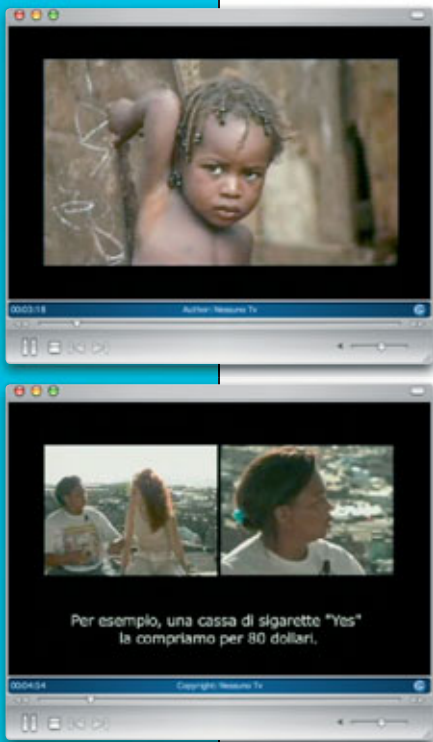 00:03:18 Author: Nessuno Tv
Per esempio, una cassa di sigarette "Yes"
la compriamo per 80 dollari.
00:04:54 Copyright: Nessuno Tv